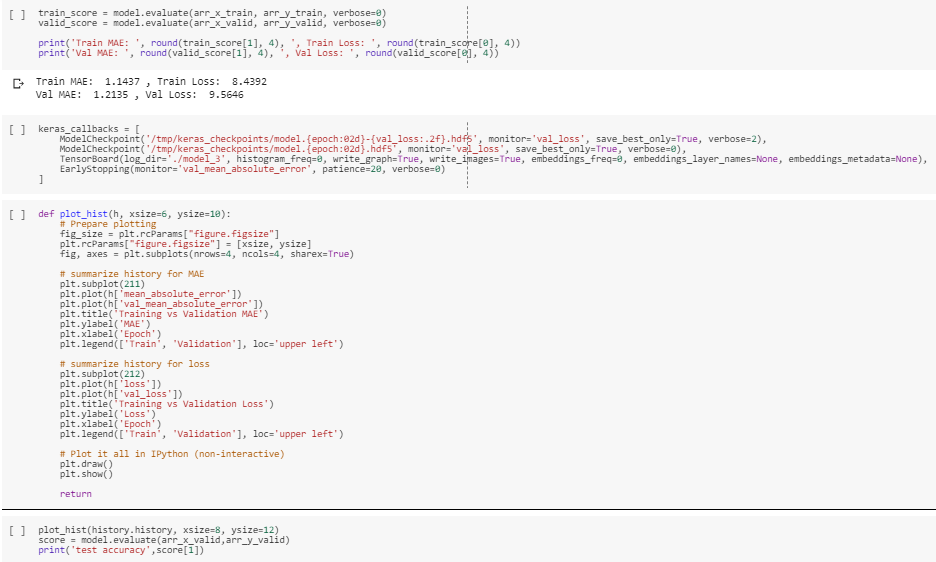 [ ] train_score = model.evaluate(arr_x_train, arr_y_train, verbose=0)
valid_score = model.evaluate(arr_x_valid, arr_y_valid, verbose=0)
print('Train MAE: ', round(train_score[1], 4), ', Train Loss: ', round(train_score[0], 4))
print('Val MAE: ', round(valid_score[1], 4), ', Val Loss: ', round(valid_score[0], 4))
Train MAE:  1.1437 , Train Loss:  8.4392
Val MAE:  1.2135 , Val Loss:  9.5646
[ ] keras_callbacks = [
ModelCheckpoint('/tmp/keras_checkpoints/model.{epoch:02d}-{val_loss:.2f}.hdf5', monitor='val_loss', save_best_only=True, verbose=2),
ModelCheckpoint('/tmp/keras_checkpoints/model.{epoch:02d}.hdf5', monitor='val_loss', save_best_only=True, verbose=0),
TensorBoard(log_dir='./model_3', histogram_freq=0, write_graph=True, write_images=True, embeddings_freq=0, embeddings_layer_names=None, embeddings_metadata=None),
EarlyStopping(monitor='val_mean_absolute_error', patience=20, verbose=0)
]
[ ] def plot_hist(h, xsize=6, ysize=10):
# Prepare plotting
fig_size = plt.rcParams["figure.figsize"]
plt.rcParams["figure.figsize"] = [xsize, ysize]
fig, axes = plt.subplots(nrows=4, ncols=4, sharex=True)
# summarize history for MAE
plt.subplot(211)
plt.plot(h['mean_absolute_error'])
plt.plot(h['val_mean_absolute_error'])
plt.title('Training vs Validation MAE')
plt.ylabel('MAE')
plt.xlabel('Epoch')
plt.legend(['Train', 'Validation'], loc='upper left')
# summarize history for loss
plt.subplot(212)
plt.plot(h['loss'])
plt.plot(h['val_loss'])
plt.title('Training vs Validation Loss')
plt.ylabel('Loss')
plt.xlabel('Epoch')
plt.legend(['Train', 'Validation'], loc='upper left')
# Plot it all in IPython (non-interactive)
plt.draw()
plt.show()
return
[ ] plot_hist(history.history, xsize=8, ysize=12)
score = model.evaluate(arr_x_valid,arr_y_valid)
print('test accuracy',score[1])